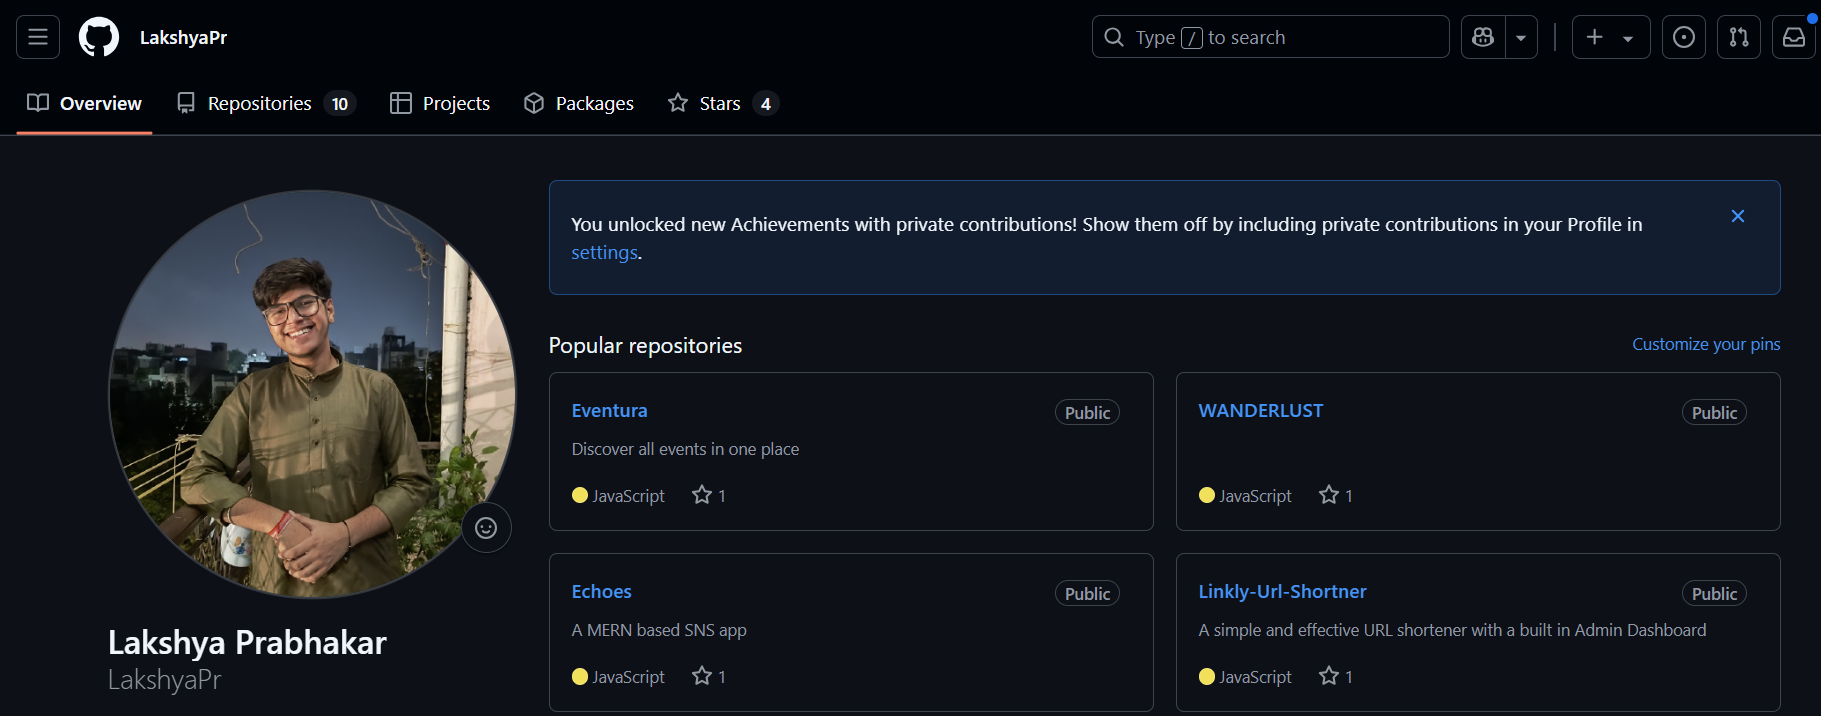 LakshyaPr
Type / to search
Overview
Repositories 10
Projects
Packages
Stars 4
You unlocked new Achievements with private contributions! Show them off by including private contributions in your Profile in
settings.
Popular repositories
Customize your pins
Eventura
Public
Discover all events in one place
JavaScript
1
WANDERLUST
Public
JavaScript
1
Echoes
Public
A MERN based SNS app
JavaScript
1
Linkly-Url-Shortner
Public
A simple and effective URL shortener with a built in Admin Dashboard
JavaScript
1
Lakshya Prabhakar
LakshyaPr